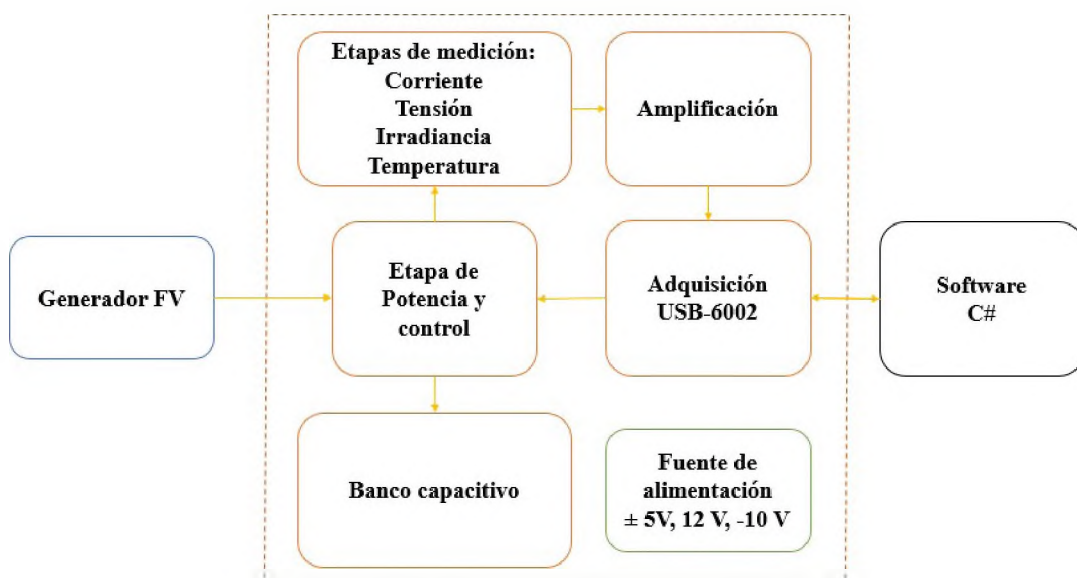 Etapas de medición:
Corriente
Tensión
Irradiancia
Temperatura
Amplificación
Generador FV
Etapa de
Potencia y
control
Adquisición
USB-6002
Software
C#
Banco capacitivo
Fuente de
alimentación
± 5V, 12 V, -10 V